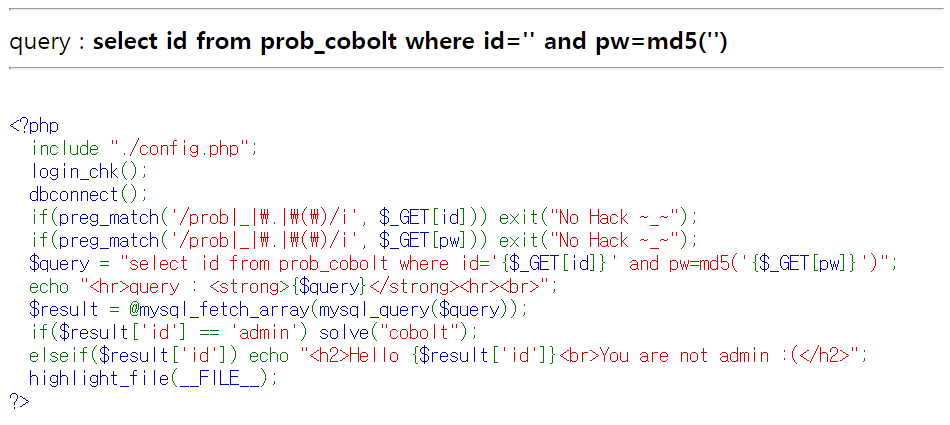 query : select id from prob_cobolt where id='' and pw=md5('')
<?php
  include "./config.php";
  login_chk();
  dbconnect();
  if(preg_match('/prob|_|₩.|₩(₩)/i', $_GET[id])) exit("No Hack ~_~");
  if(preg_match('/prob|_|₩.|₩(₩)/i', $_GET[pw])) exit("No Hack ~_~");
  $query = "select id from prob_cobolt where id='{$_GET[id]}' and pw=md5('{$_GET[pw]}')";
  echo "<hr>query : <strong>{$query}</strong><hr><br>";
  $result = @mysql_fetch_array(mysql_query($query));
  if($result['id'] == 'admin') solve("cobolt");
  elseif($result['id']) echo "<h2>Hello {$result['id']}<br>You are not admin :(</h2>";
  highlight_file(__FILE__);
?>